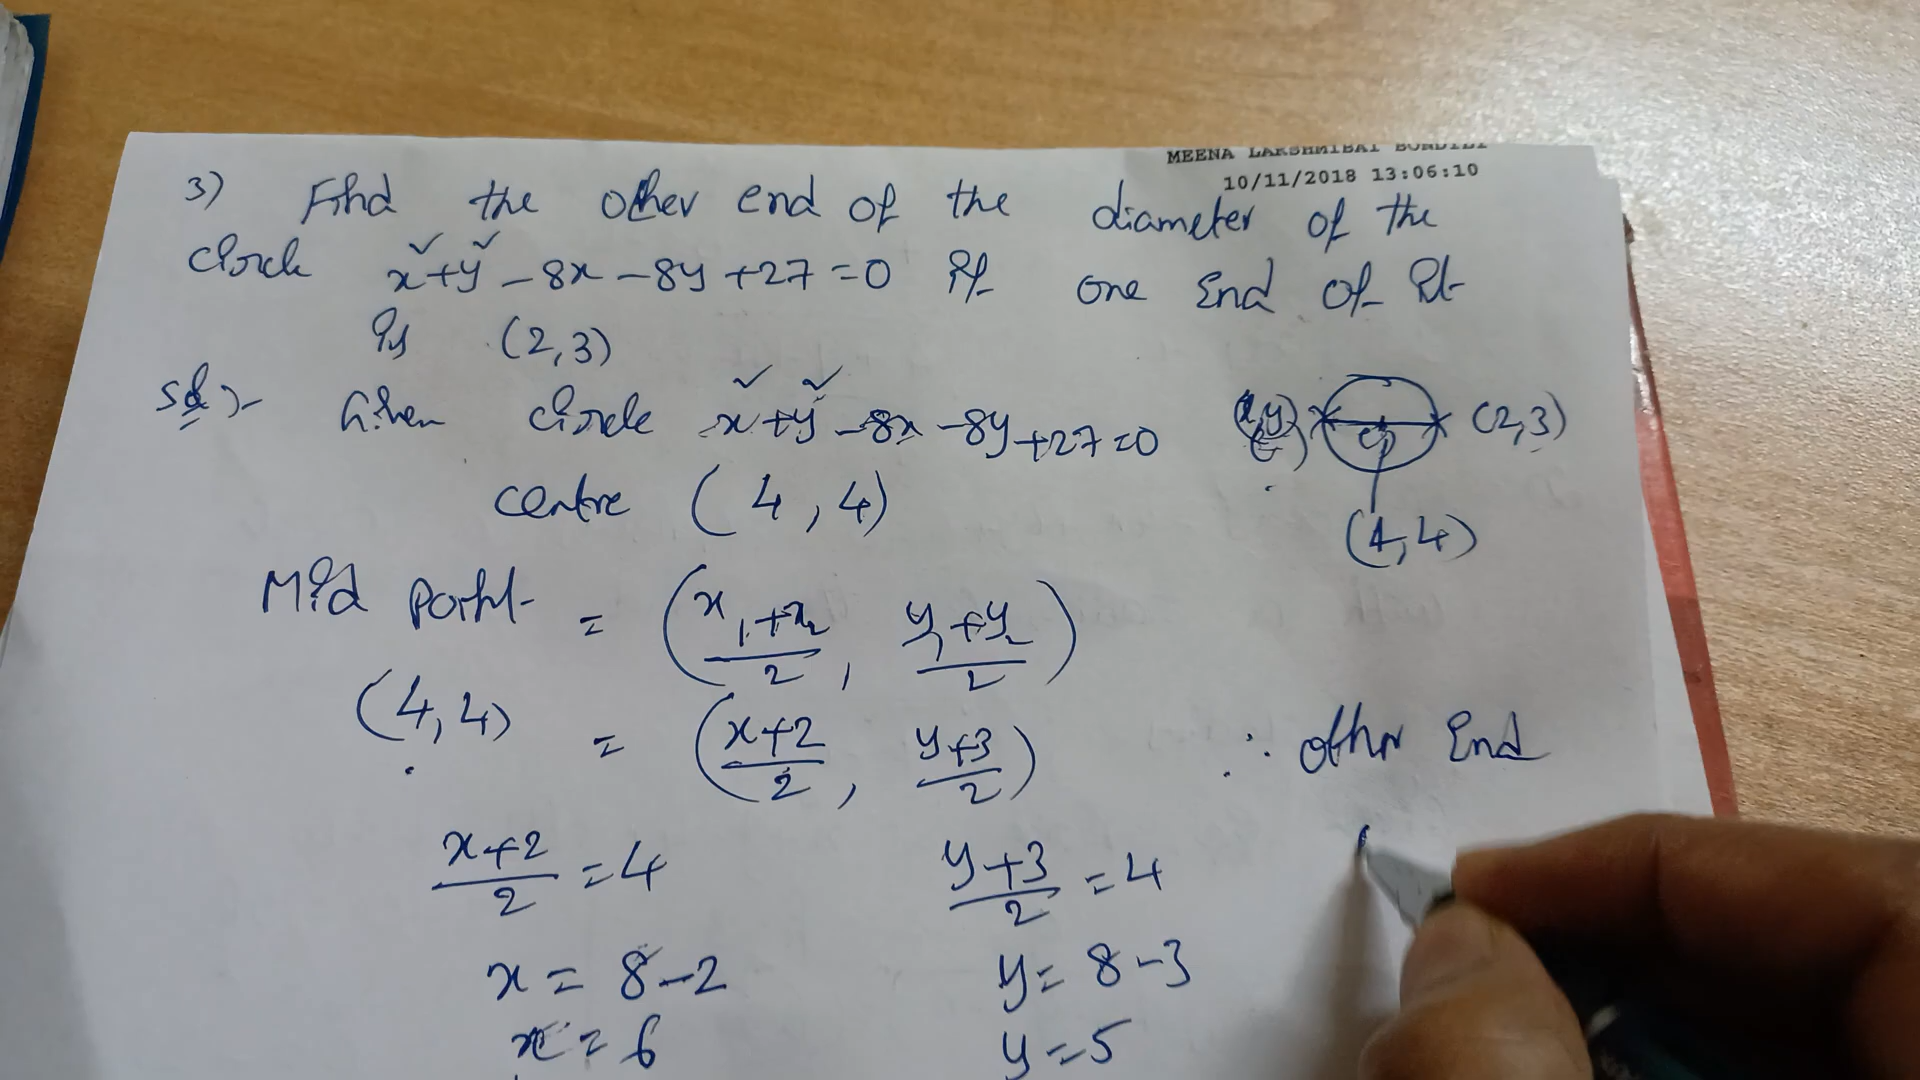 MEENA LAKSHMIBAI BONDILI
10/11/2018 13:06:10
3) Find the other end of the diameter of the
circle x²+y²-8x-8y+27=0 if one end of it
is (2,3)
Sol:- Given circle x²+y²-8x-8y+27=0
(x,y) (2,3)
centre (4,4)
(4,4)
Mid point = (x₁+x₂/2, y₁+y₂/2)
(4,4) = (x+2/2, y+3/2)
∴ other End
x+2/2=4 y+3/2=4
x=8-2 y=8-3
x=6 y=5